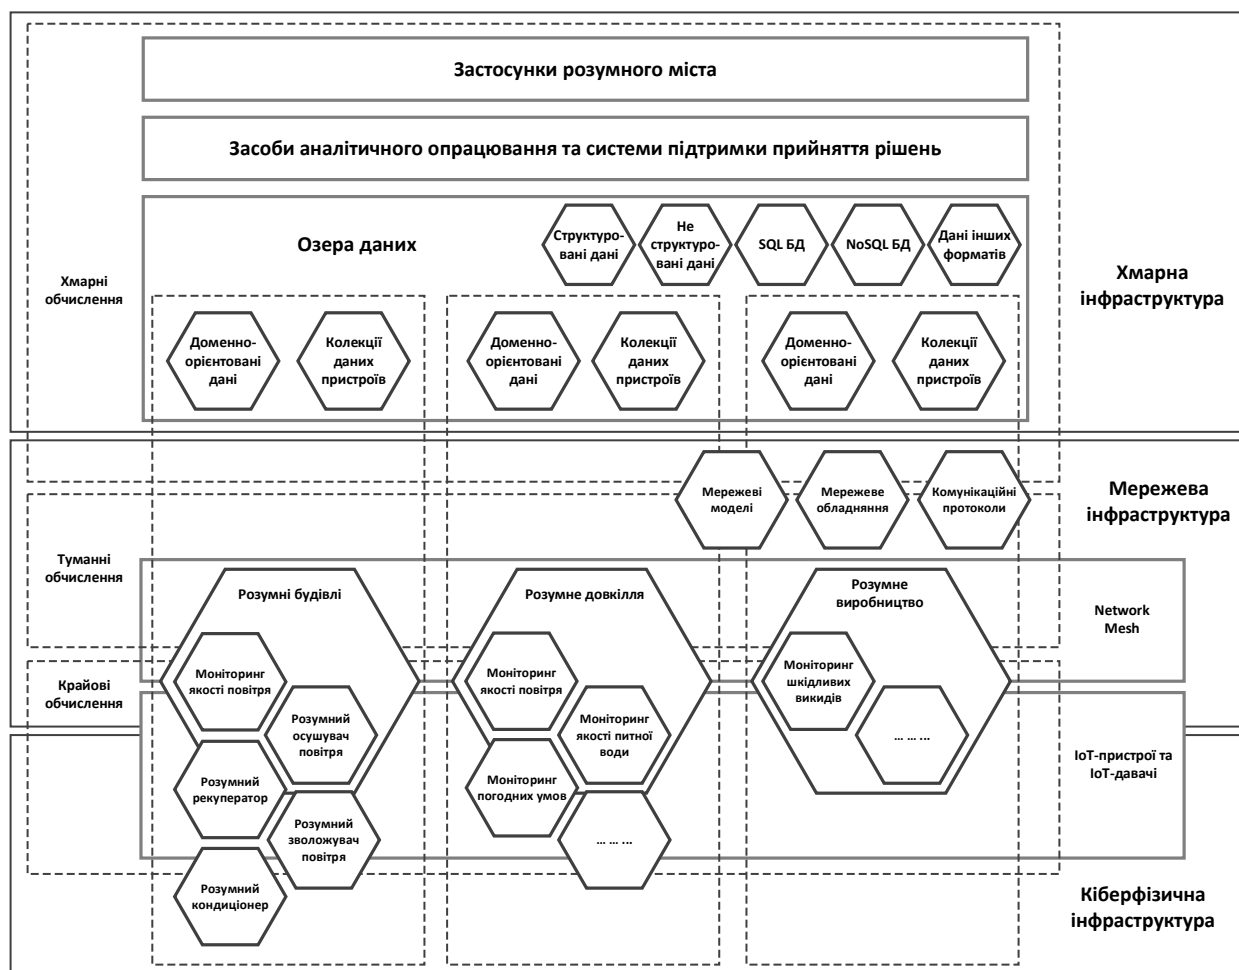 Застосунки розумного міста
Засоби аналітичного опрацювання та системи підтримки прийняття рішень
Озера даних
Структуро-
вані дані
Не
структуро-
вані дані
SQL БД
NoSQL БД
Дані інших
форматів
Хмарні
обчислення
Хмарна
інфраструктура
Доменно-
орієнтовані
дані
Колекції
даних
пристроїв
Доменно-
орієнтовані
дані
Колекції
даних
пристроїв
Доменно-
орієнтовані
дані
Колекції
даних
пристроїв
Мережеві
моделі
Мережеве
обладняння
Комунікаційні
протоколи
Мережева
інфраструктура
Туманні
обчислення
Розумні будівлі
Розумне довкілля
Розумне
виробництво
Network
Mesh
Крайові
обчислення
Моніторинг
якості повітря
Розумний
осушувач
повітря
Розумний
рекуператор
Розумний
зволожувач
повітря
Розумний
кондиціонер
Моніторинг
якості повітря
Моніторинг
якості питної
води
Моніторинг
погодних умов
... ... ...
Моніторинг
шкідливих
викидів
... ... ...
IoT-пристрої та
IoT-давачі
Кіберфізична
інфраструктура